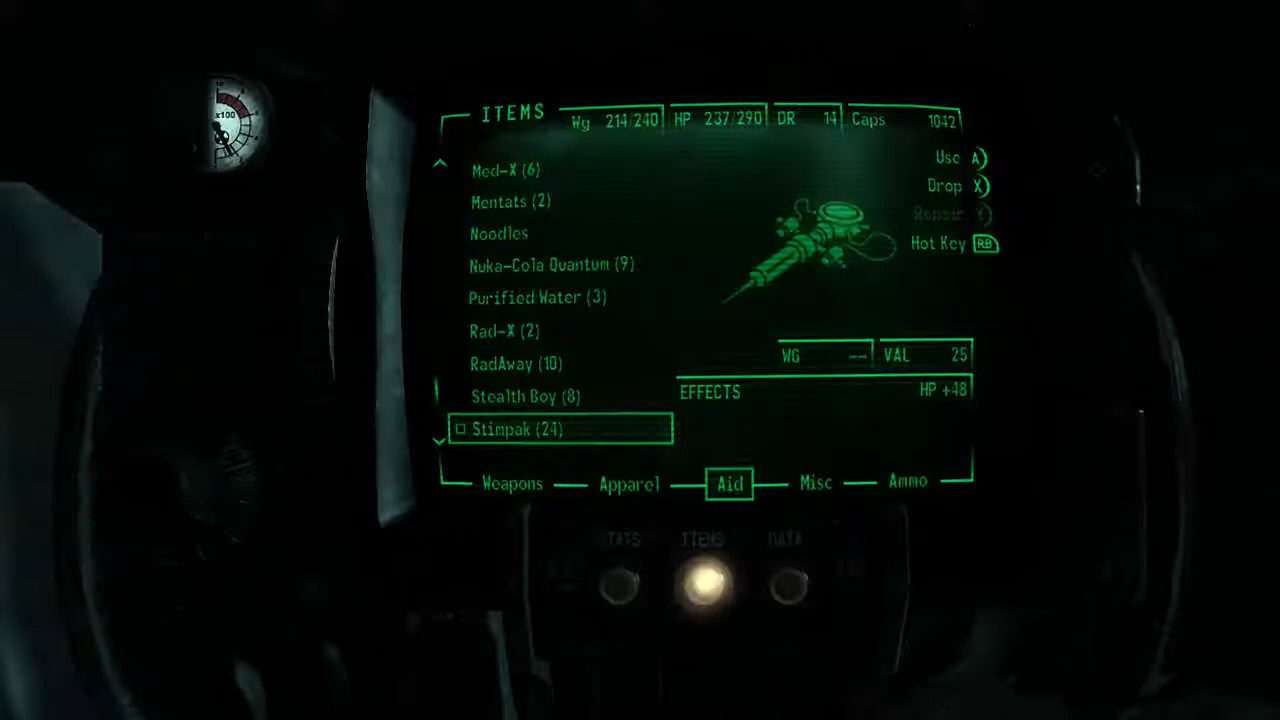 x100
ITEMS Wg 214/240 HP 237/290 DR 14 Caps 1042
Med-X (6)
Mentats (2)
Noodles
Nuka-Cola Quantum (9)
Purified Water (3)
Rad-X (2)
RadAway (10)
Stealth Boy (8)
Stimpak (24)
Use A)
Drop X)
Repair Y)
Hot Key RB
WG -- VAL 25
EFFECTS HP +48
Weapons Apparel Aid Misc Ammo
ITEMS DATA